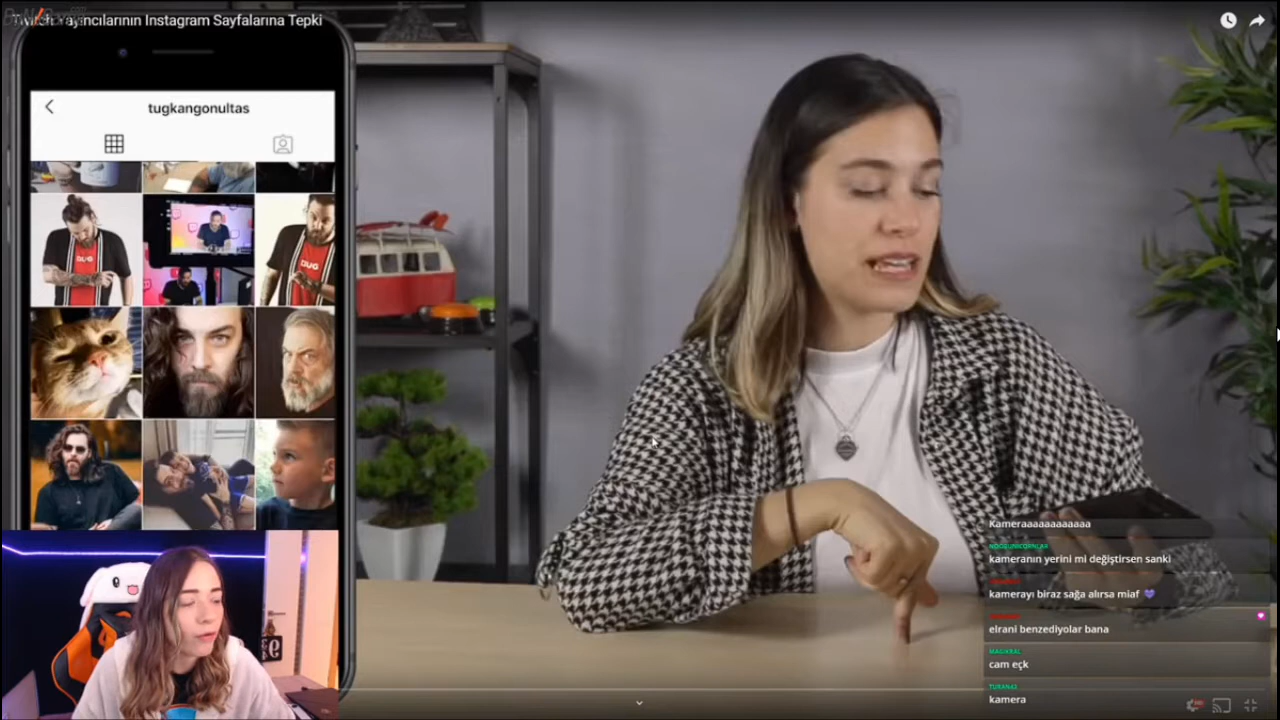 Twitch Yayıncılarının Instagram Sayfalarına Tepki
tugkangonultas
DUG
DUG
Kameraaaaaaaaaaaa
kameranın yerini mi değiştirsen sanki
kamerayı biraz sağa alırsa miaf
elrani benzediyolar bana
cam eçk
kamera